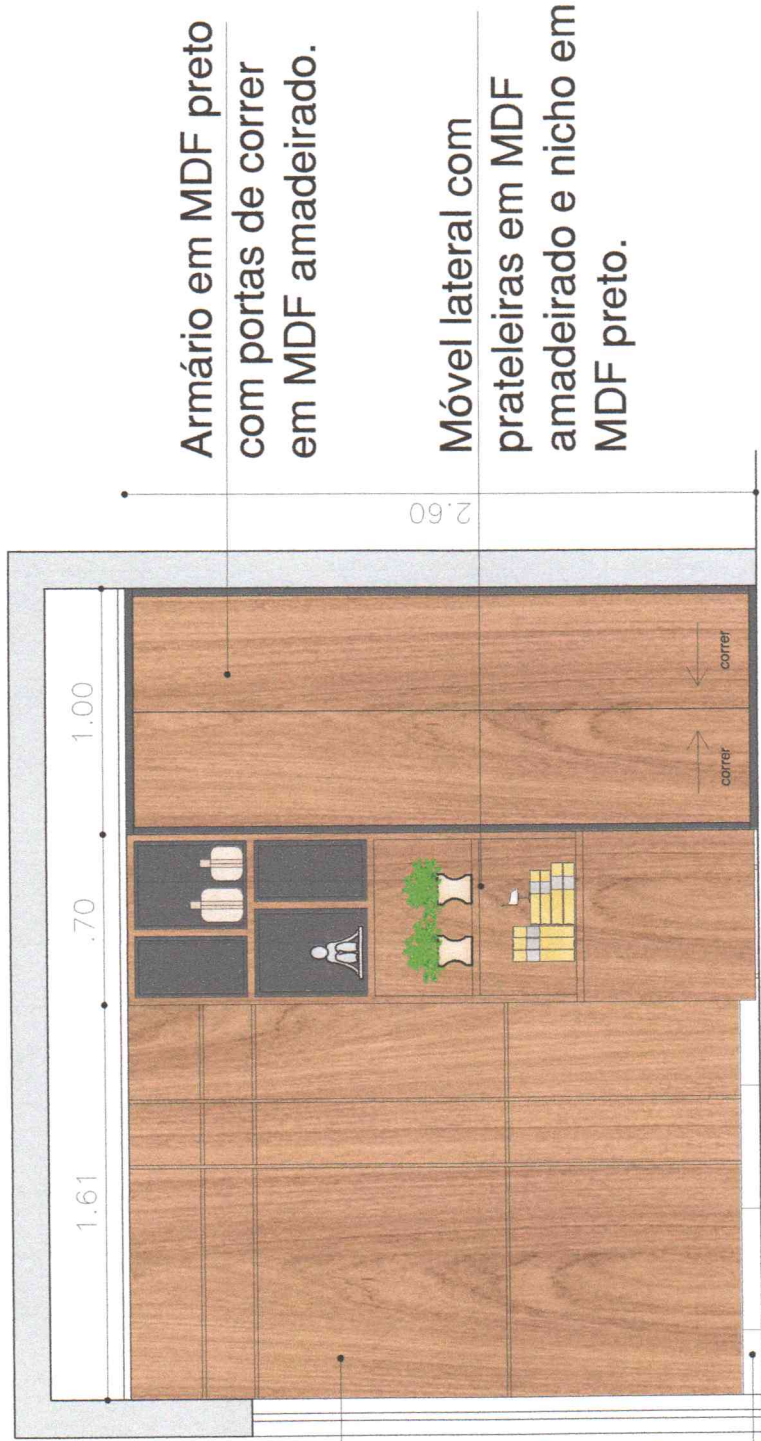 1.61
.70
1.00
2.60
Armário em MDF preto
com portas de correr
em MDF amadeirado.
Móvel lateral com
prateleiras em MDF
amadeirado e nicho em
MDF preto.
correr
correr